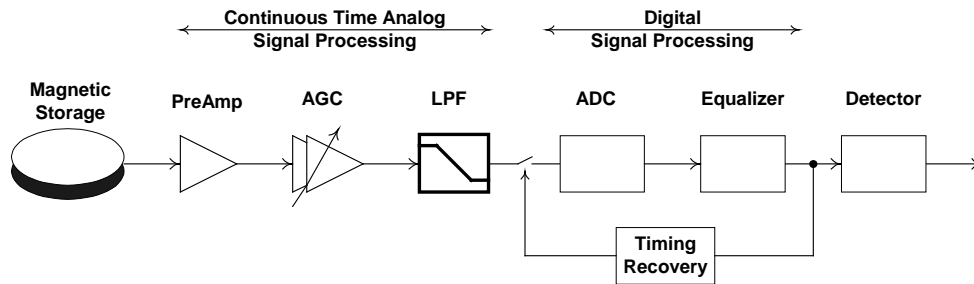 Continuous Time Analog
Signal Processing
Digital
Signal Processing
Magnetic
Storage
PreAmp
AGC
LPF
ADC
Equalizer
Detector
Timing
Recovery